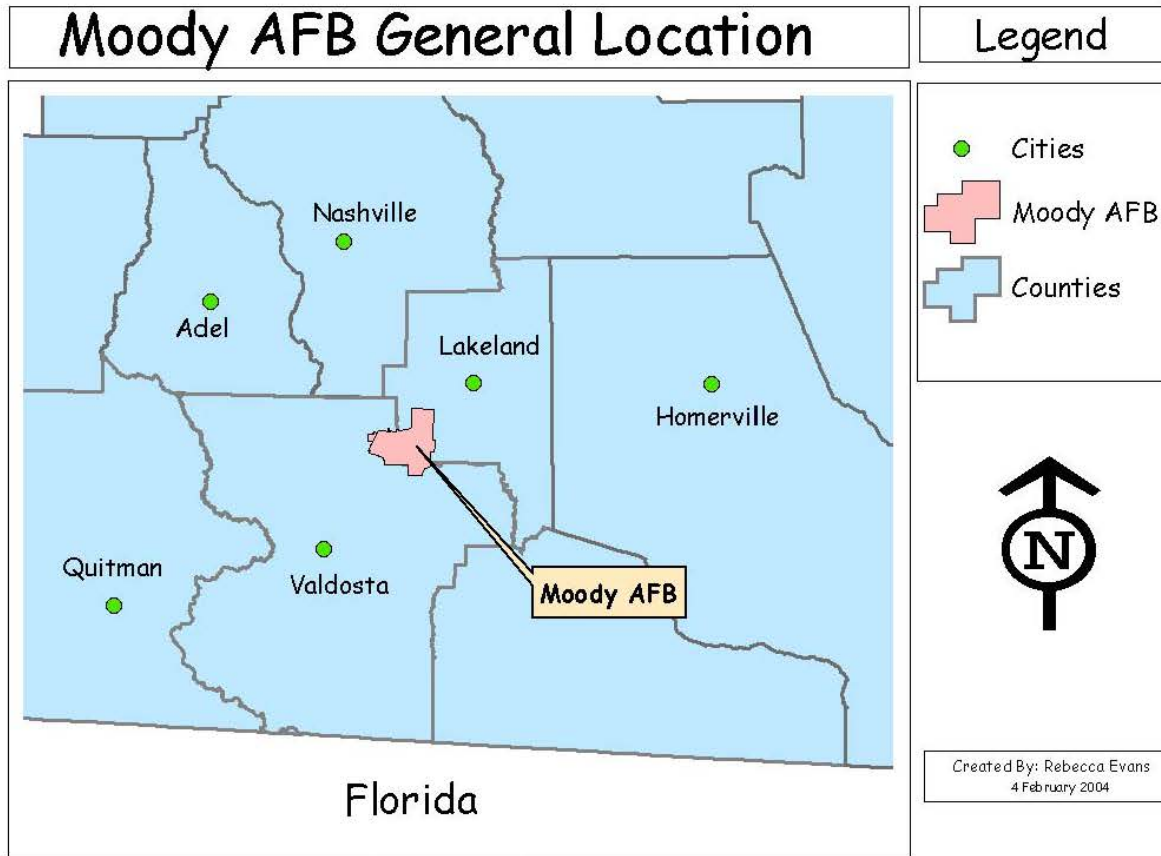 Moody AFB General Location
Legend
Cities
Moody AFB
Counties
Nashville
Adel
Lakeland
Homerville
Quitman
Valdosta
Moody AFB
Florida
N
Created By: Rebecca Evans
4 February 2004